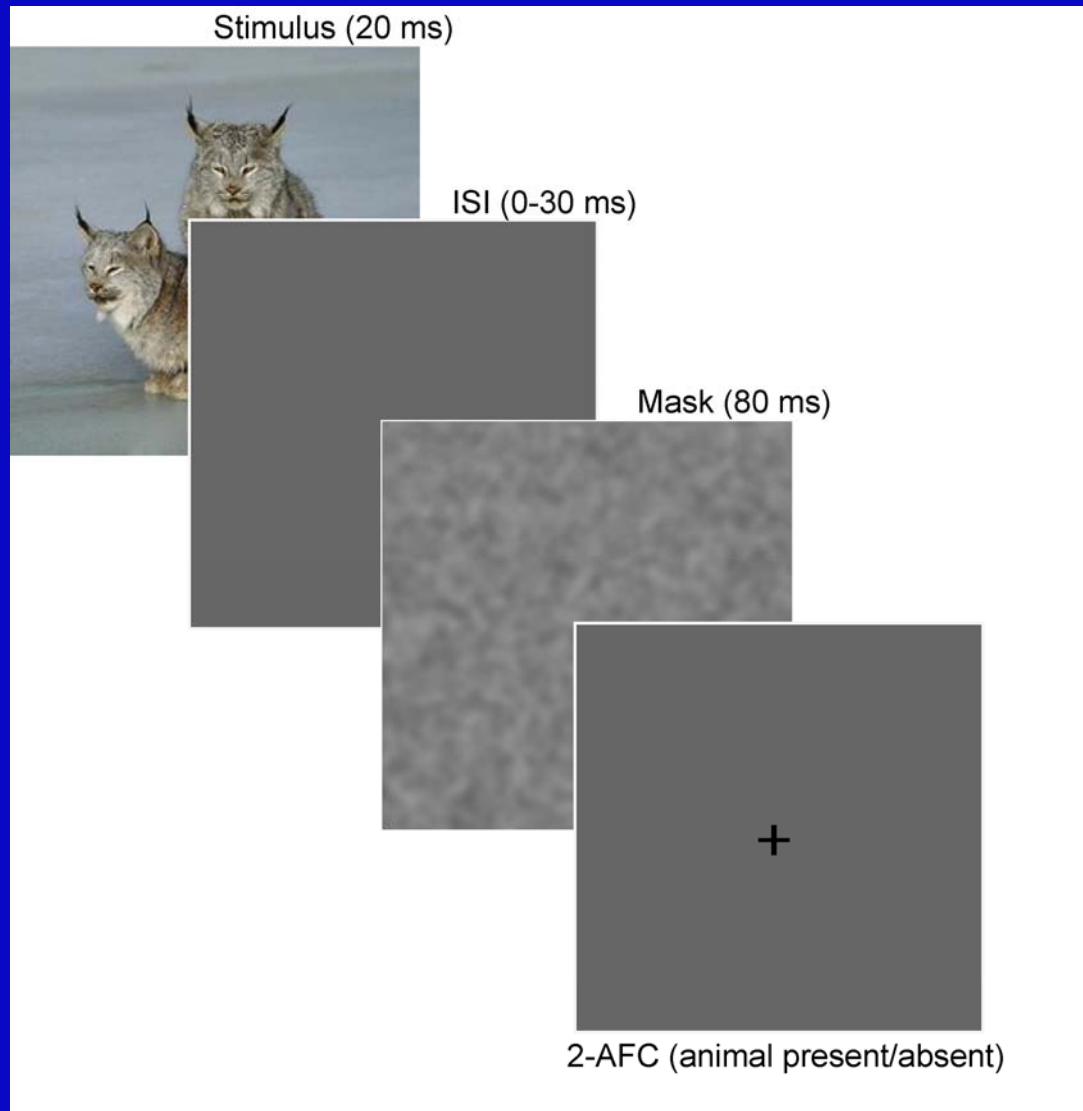 Stimulus (20 ms)
ISI (0-30 ms)
Mask (80 ms)
2-AFC (animal present/absent)